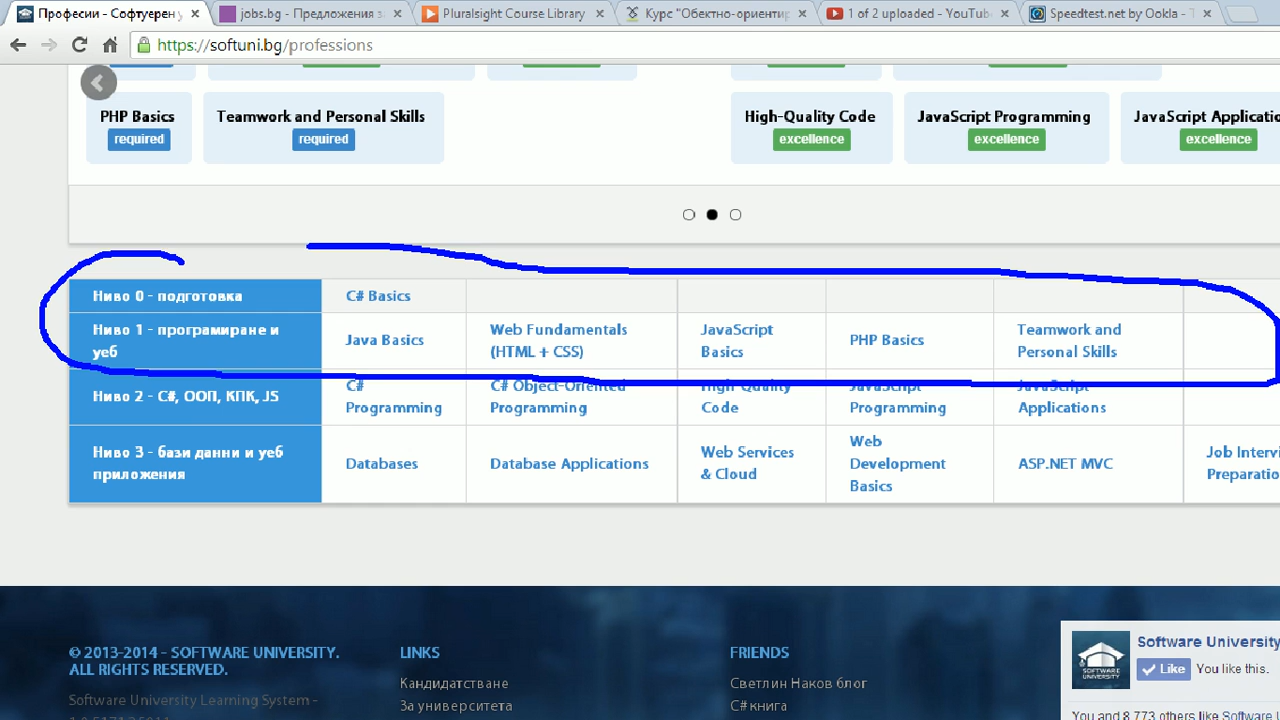 Професии - Софтуерен у
jobs.bg - Предложения за
Pluralsight Course Library
Курс "Обектно-ориентир
1 of 2 uploaded - YouTube
Speedtest.net by Ookla - T
https://softuni.bg/professions
PHP Basics
required
Teamwork and Personal Skills
required
High-Quality Code
excellence
JavaScript Programming
excellence
JavaScript Applicatio
excellence
Ниво 0 - подготовка
C# Basics
Ниво 1 - програмиране и
уеб
Java Basics
Web Fundamentals
(HTML + CSS)
JavaScript
Basics
PHP Basics
Teamwork and
Personal Skills
Ниво 2 - C#, ООП, КПК, JS
C#
Programming
C# Object-Oriented
Programming
High-Quality
Code
JavaScript
Programming
JavaScript
Applications
Ниво 3 - бази данни и уеб
приложения
Databases
Database Applications
Web Services
& Cloud
Web
Development
Basics
ASP.NET MVC
Job Intervi
Preparatio
© 2013-2014 - SOFTWARE UNIVERSITY.
ALL RIGHTS RESERVED.
Software University Learning System -
LINKS
Кандидатстване
За университета
FRIENDS
Светлин Наков блог
C# книга
SOFTWARE
UNIVERSITY
Software University
Like
You like this.
You and 8,773 others like Software U